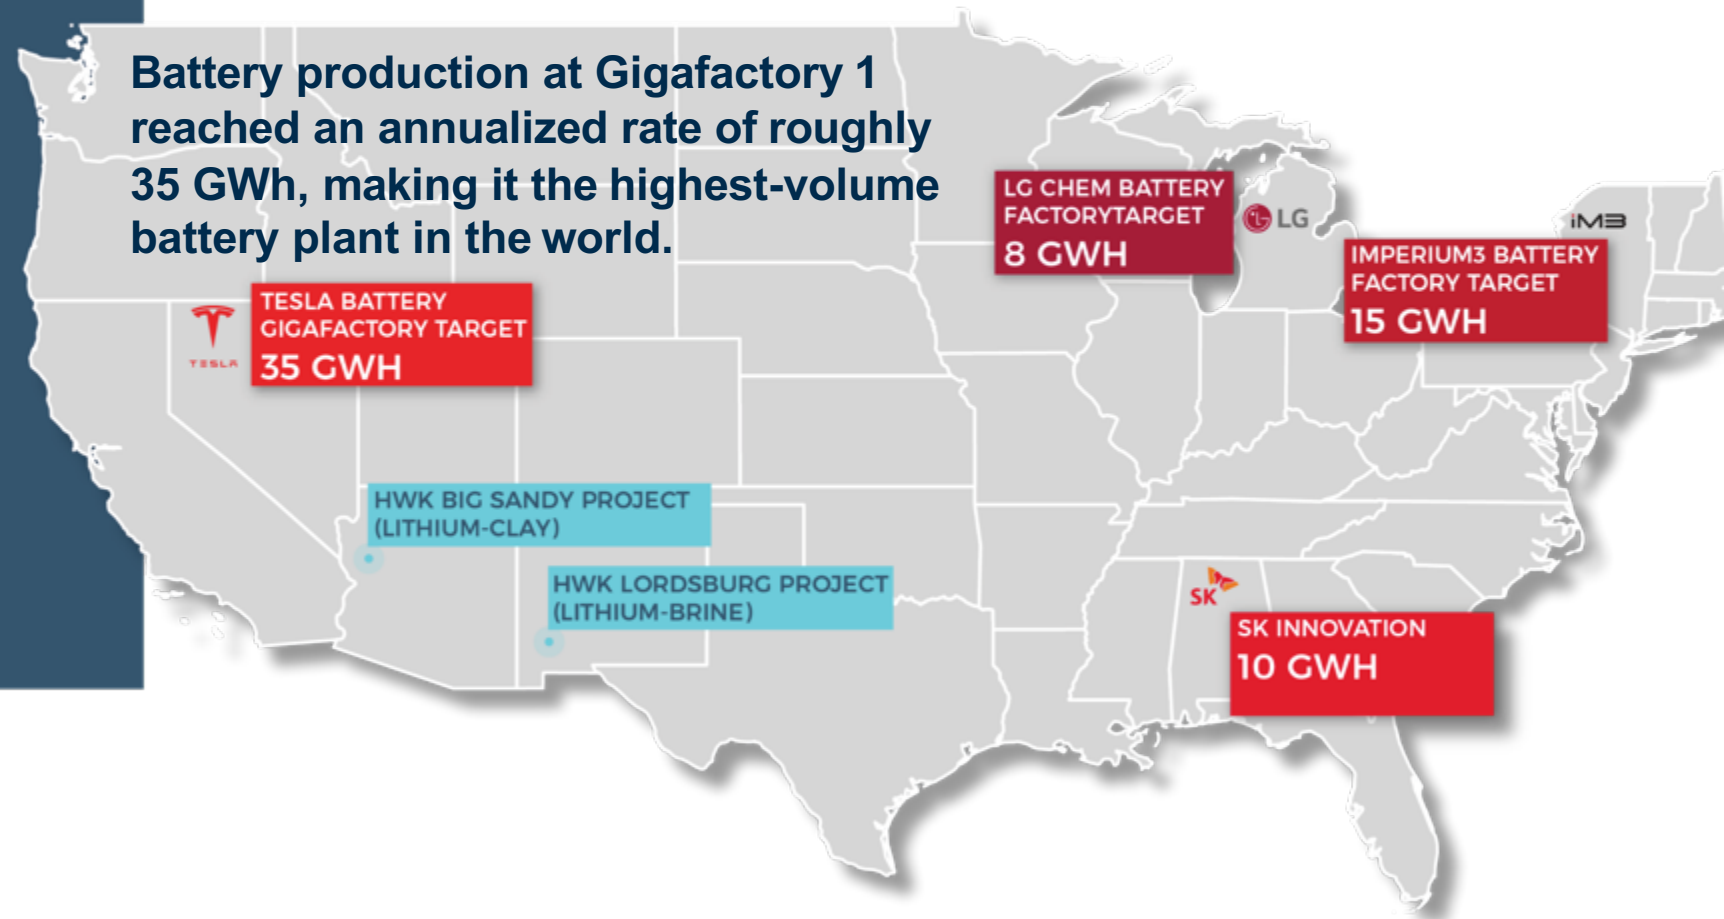 Battery production at Gigafactory 1
reached an annualized rate of roughly
35 GWh, making it the highest-volume
battery plant in the world.
LG CHEM BATTERY
FACTORYTARGET
8 GWH
LG
iM3
IMPERIUM3 BATTERY
FACTORY TARGET
15 GWH
TESLA
TESLA BATTERY
GIGAFACTORY TARGET
35 GWH
HWK BIG SANDY PROJECT
(LITHIUM-CLAY)
HWK LORDSBURG PROJECT
(LITHIUM-BRINE)
SK
SK INNOVATION
10 GWH